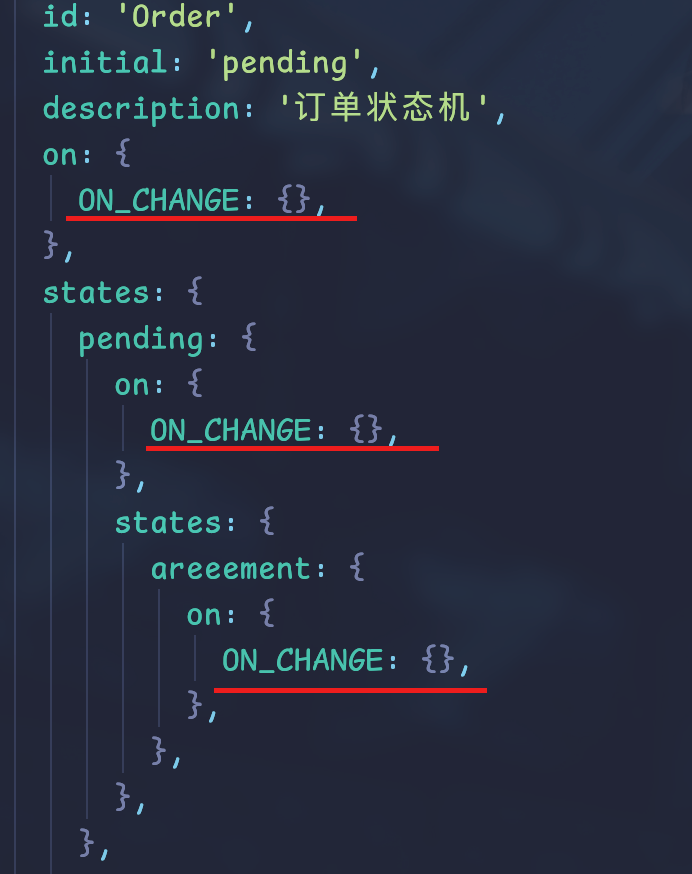 id: 'Order',
initial: 'pending',
description: '订单状态机',
on: {
ON_CHANGE: {},
},
states: {
pending: {
on: {
ON_CHANGE: {},
},
states: {
areeement: {
on: {
ON_CHANGE: {},
},
},
},
},